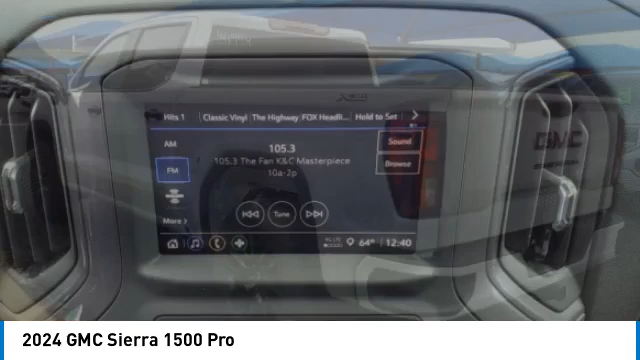 Hits 1 Classic Vinyl The Highway FOX Headli... Hold to Set
AM
105.3
Sound
FM
105.3 The Fan K&C Masterpiece
Browse
10a-2p
More
Tune
64° 12:40
GMC
2024 GMC Sierra 1500 Pro